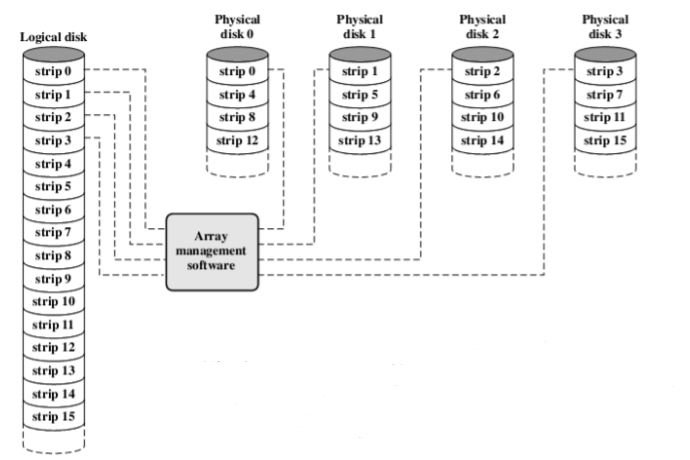 Logical disk
strip 0
strip 1
strip 2
strip 3
strip 4
strip 5
strip 6
strip 7
strip 8
strip 9
strip 10
strip 11
strip 12
strip 13
strip 14
strip 15
Physical
disk 0
strip 0
strip 4
strip 8
strip 12
Physical
disk 1
strip 1
strip 5
strip 9
strip 13
Physical
disk 2
strip 2
strip 6
strip 10
strip 14
Physical
disk 3
strip 3
strip 7
strip 11
strip 15
Array
management
software